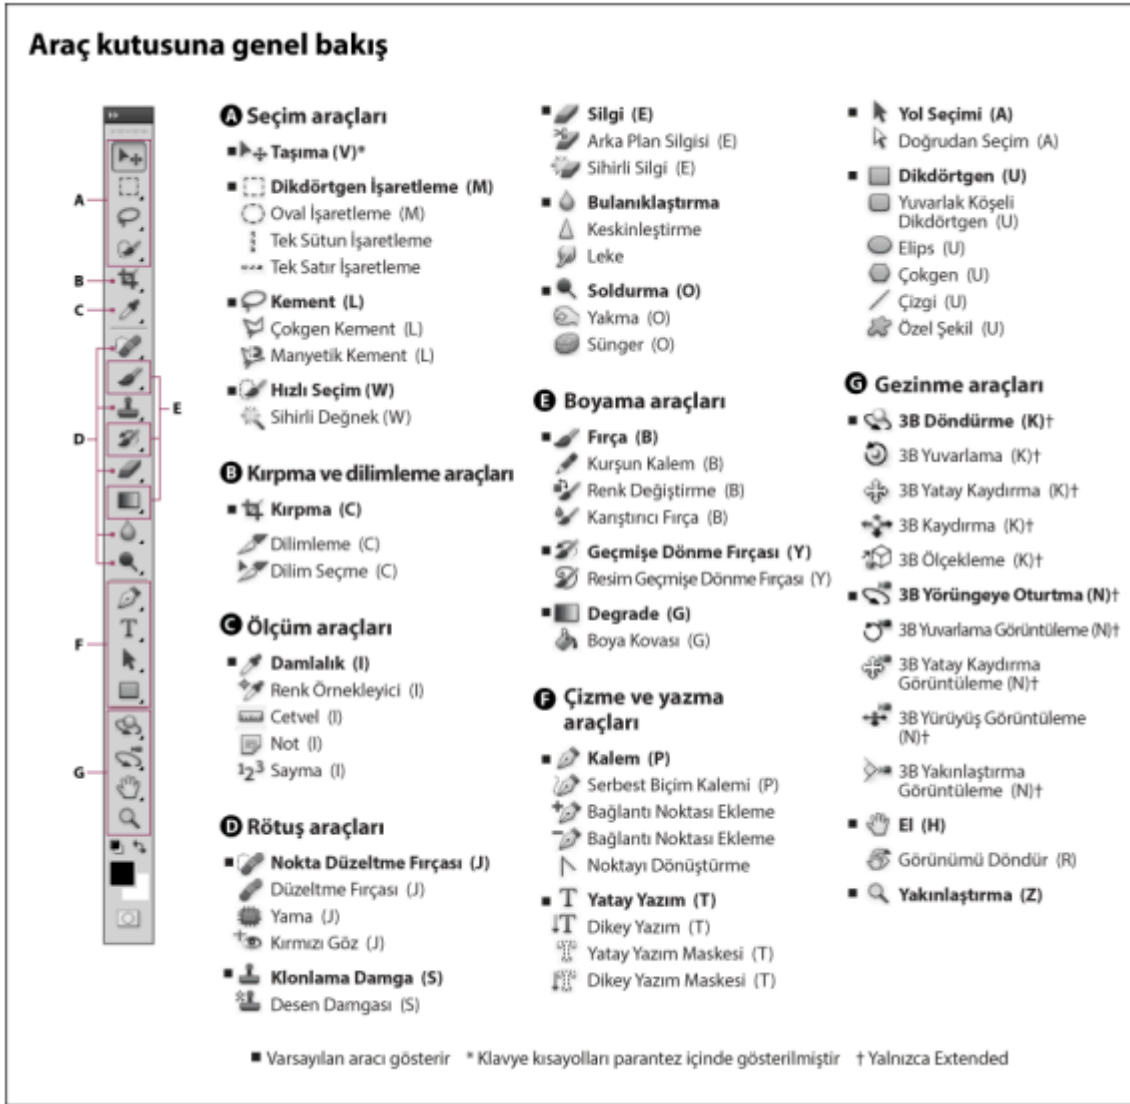 Araç kutusuna genel bakış
A
B
C
D
E
F
G
A Seçim araçları
Taşıma (V)*
Dikdörtgen İşaretleme (M)
Oval İşaretleme (M)
Tek Sütun İşaretleme
Tek Satır İşaretleme
Kement (L)
Çokgen Kement (L)
Manyetik Kement (L)
Hızlı Seçim (W)
Sihirli Değnek (W)
B Kırpma ve dilimleme araçları
Kırpma (C)
Dilimleme (C)
Dilim Seçme (C)
C Ölçüm araçları
Damlalık (I)
Renk Örnekleyici (I)
Cetvel (I)
Not (I)
Sayma (I)
D Rötuş araçları
Nokta Düzeltme Fırçası (J)
Düzeltme Fırçası (J)
Yama (J)
Kırmızı Göz (J)
Klonlama Damga (S)
Desen Damgası (S)
Silgi (E)
Arka Plan Silgisi (E)
Sihirli Silgi (E)
Bulanıklaştırma
Keskinleştirme
Leke
Soldurma (O)
Yakma (O)
Sünger (O)
E Boyama araçları
Fırça (B)
Kurşun Kalem (B)
Renk Değiştirme (B)
Karıştırıcı Fırça (B)
Geçmişe Dönme Fırçası (Y)
Resim Geçmişe Dönme Fırçası (Y)
Degrade (G)
Boya Kovası (G)
F Çizme ve yazma
araçları
Kalem (P)
Serbest Biçim Kalemi (P)
Bağlantı Noktası Ekleme
Bağlantı Noktası Ekleme
Noktayı Dönüştürme
Yatay Yazım (T)
Dikey Yazım (T)
Yatay Yazım Maskesi (T)
Dikey Yazım Maskesi (T)
Yol Seçimi (A)
Doğrudan Seçim (A)
Dikdörtgen (U)
Yuvarlak Köşeli
Dikdörtgen (U)
Elips (U)
Çokgen (U)
Çizgi (U)
Özel Şekil (U)
G Gezinme araçları
3B Döndürme (K)†
3B Yuvarlama (K)†
3B Yatay Kaydırma (K)†
3B Kaydırma (K)†
3B Ölçekleme (K)†
3B Yörüngeye Oturtma (N)†
3B Yuvarlama Görüntüleme (N)†
3B Yatay Kaydırma
Görüntüleme (N)†
3B Yürüyüş Görüntüleme
(N)†
3B Yakınlaştırma
Görüntüleme (N)†
El (H)
Görünümü Döndür (R)
Yakınlaştırma (Z)
■ Varsayılan aracı gösterir * Klavye kısayolları parantez içinde gösterilmiştir † Yalnızca Extended